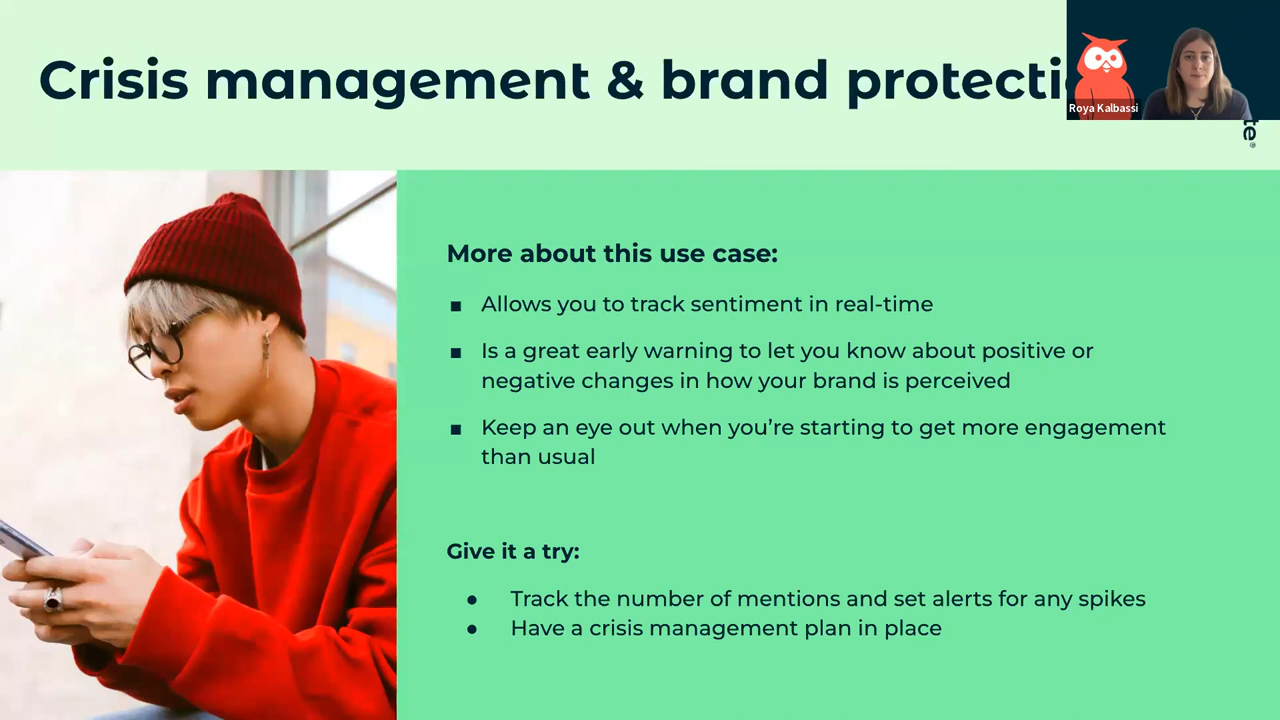 Crisis management & brand protecti
Roya Kalbassi
te®
More about this use case:
▪ Allows you to track sentiment in real-time
▪ Is a great early warning to let you know about positive or
negative changes in how your brand is perceived
▪ Keep an eye out when you’re starting to get more engagement
than usual
Give it a try:
● Track the number of mentions and set alerts for any spikes
● Have a crisis management plan in place